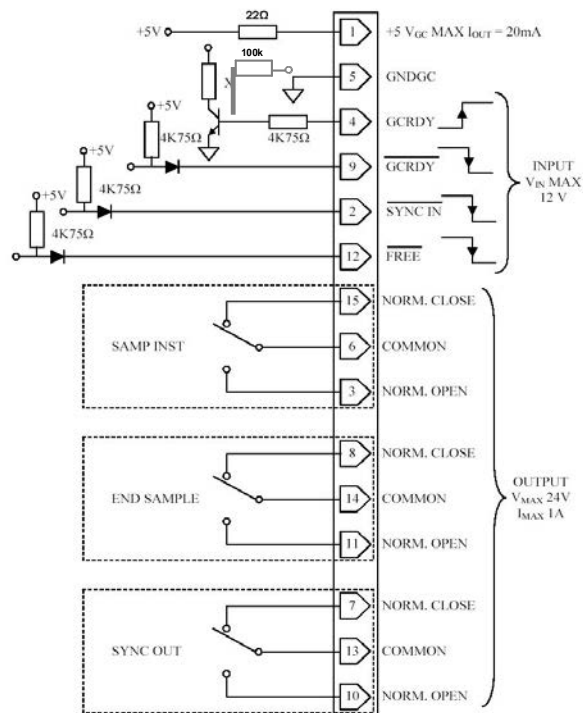 22Ω
+5V
1
+5 VGC MAX IOUT = 20mA
100k
5
GNDGC
+5V
4K75Ω
4
GCRDY
4K75Ω
9
GCRDY
+5V
4K75Ω
2
SYNC IN
+5V
4K75Ω
12
FREE
INPUT
VIN MAX
12 V
SAMP INST
15
NORM. CLOSE
6
COMMON
3
NORM. OPEN
END SAMPLE
8
NORM. CLOSE
14
COMMON
11
NORM. OPEN
SYNC OUT
7
NORM. CLOSE
13
COMMON
10
NORM. OPEN
OUTPUT
VMAX 24V
IMAX 1A